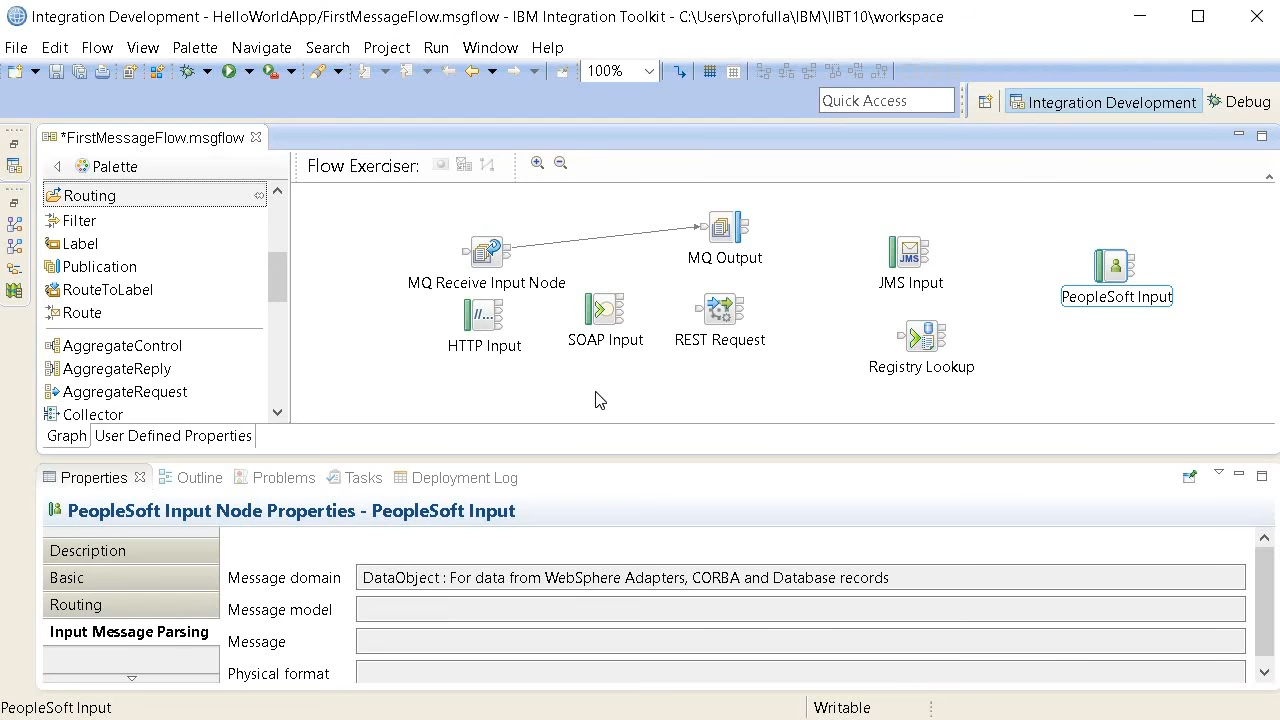 Integration Development - HelloWorldApp/FirstMessageFlow.msgflow - IBM Integration Toolkit - C:\Users\profulla\IBM\IIBT10\workspace
File Edit Flow View Palette Navigate Search Project Run Window Help
100%
Quick Access
Integration Development
Debug
*FirstMessageFlow.msgflow
Palette
Flow Exerciser:
Routing
Filter
Label
Publication
RouteToLabel
Route
AggregateControl
AggregateReply
AggregateRequest
Collector
MQ Receive Input Node
MQ Output
JMS
JMS Input
PeopleSoft Input
HTTP Input
SOAP Input
REST Request
Registry Lookup
Graph User Defined Properties
Properties Outline Problems Tasks Deployment Log
PeopleSoft Input Node Properties - PeopleSoft Input
Description
Basic
Routing
Input Message Parsing
Message domain DataObject : For data from WebSphere Adapters, CORBA and Database records
Message model
Message
Physical format
PeopleSoft Input
Writable